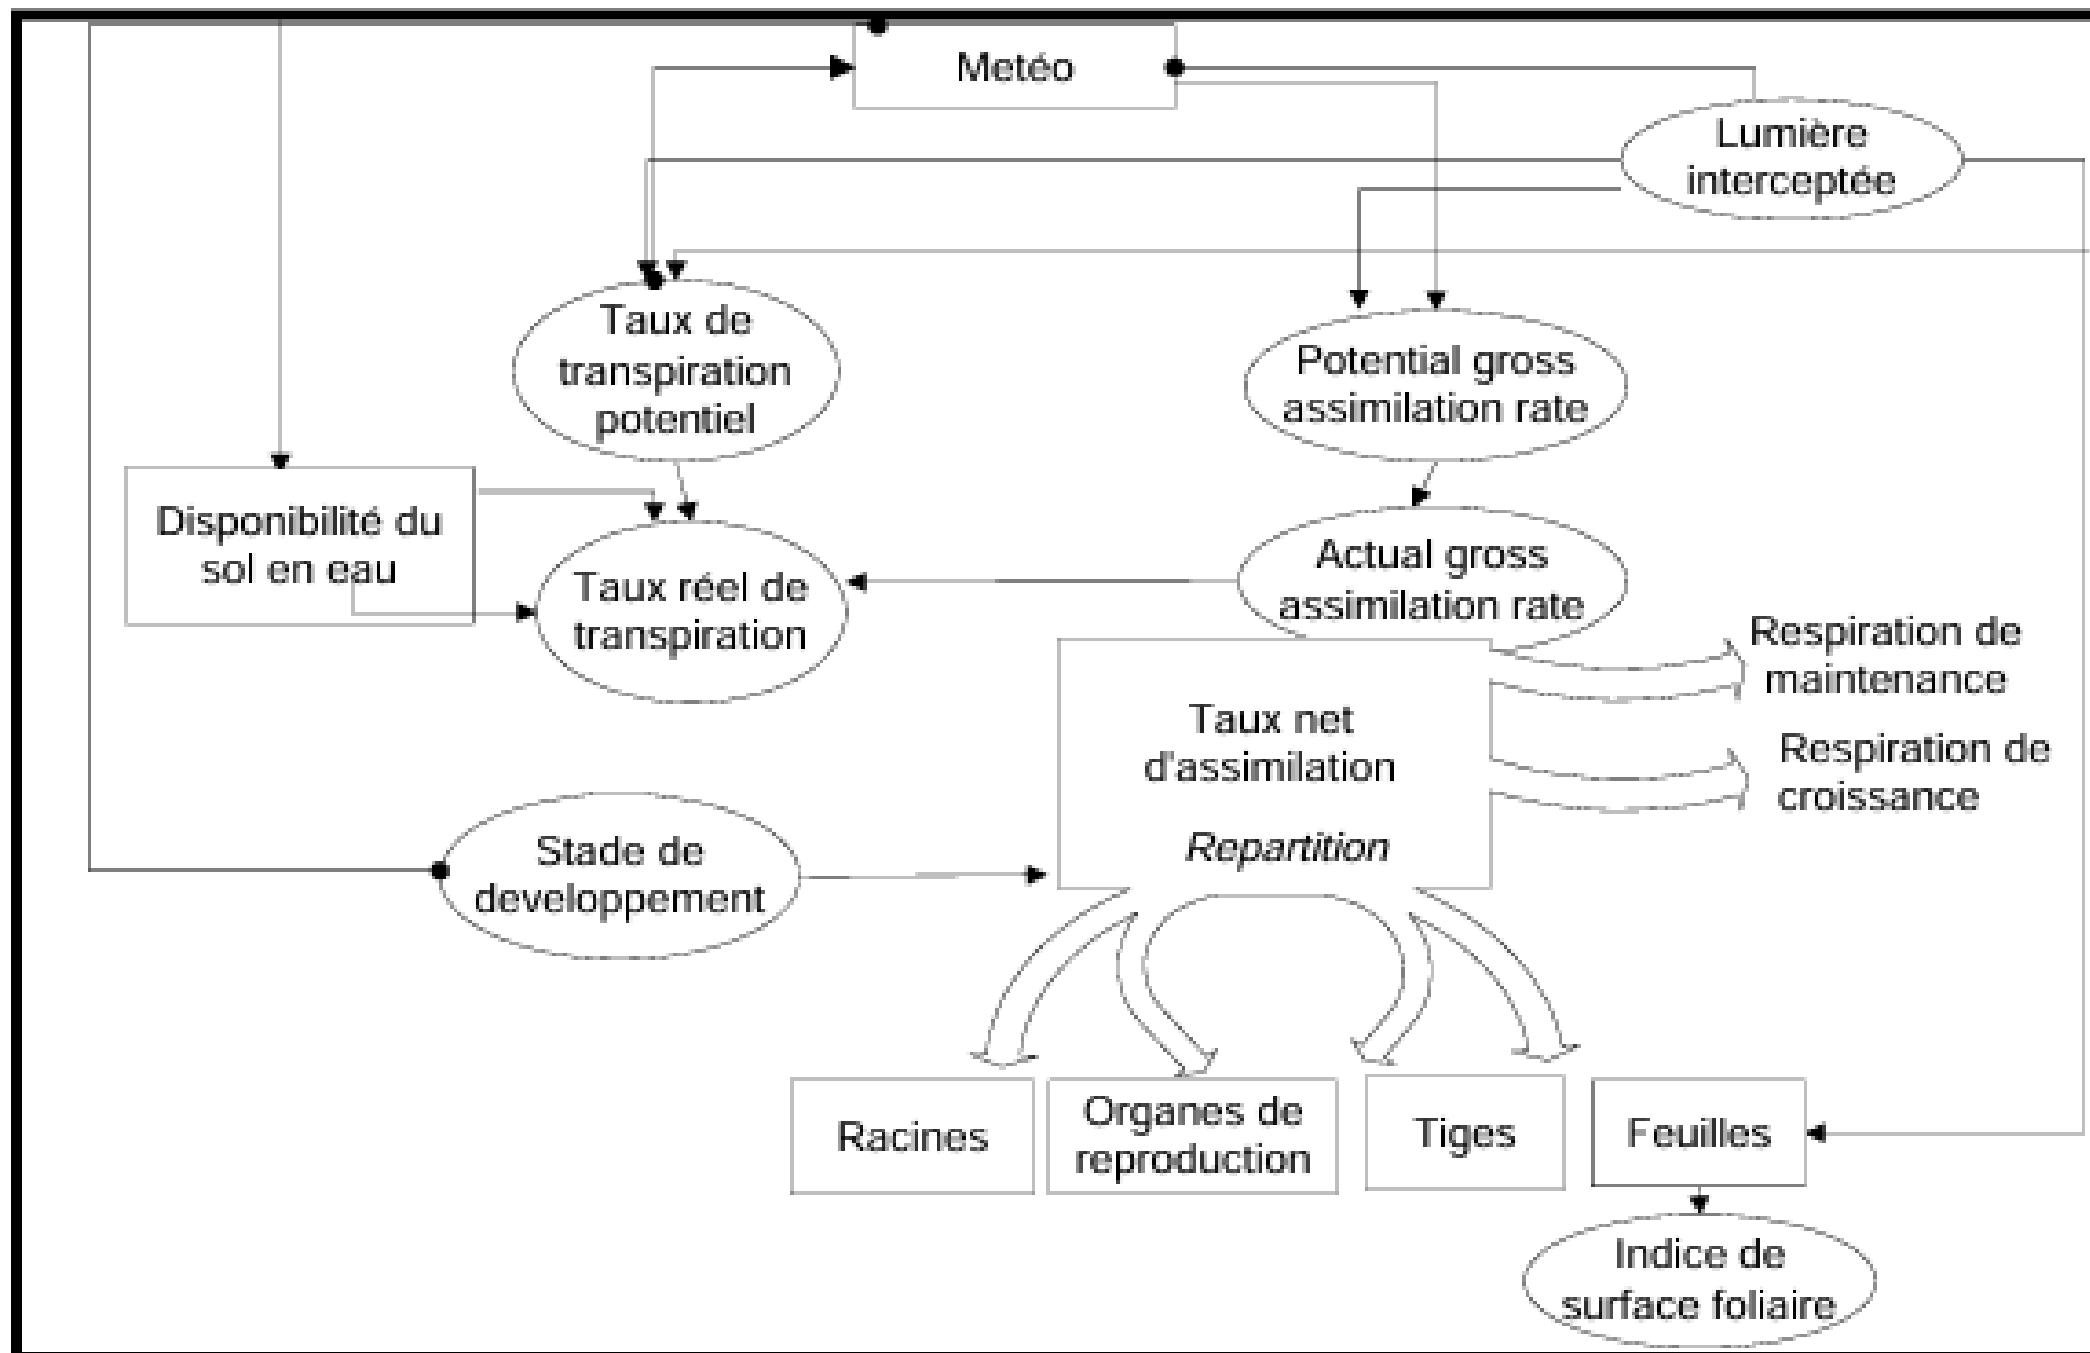 Metéo
Lumière
interceptée
Taux de
transpiration
potentiel
Potential gross
assimilation rate
Disponibilité du
sol en eau
Taux réel de
transpiration
Actual gross
assimilation rate
Respiration de
maintenance
Taux net
d'assimilation
Respiration de
croissance
Repartition
Stade de
developpement
Racines
Organes de
reproduction
Tiges
Feuilles
Indice de
surface foliaire